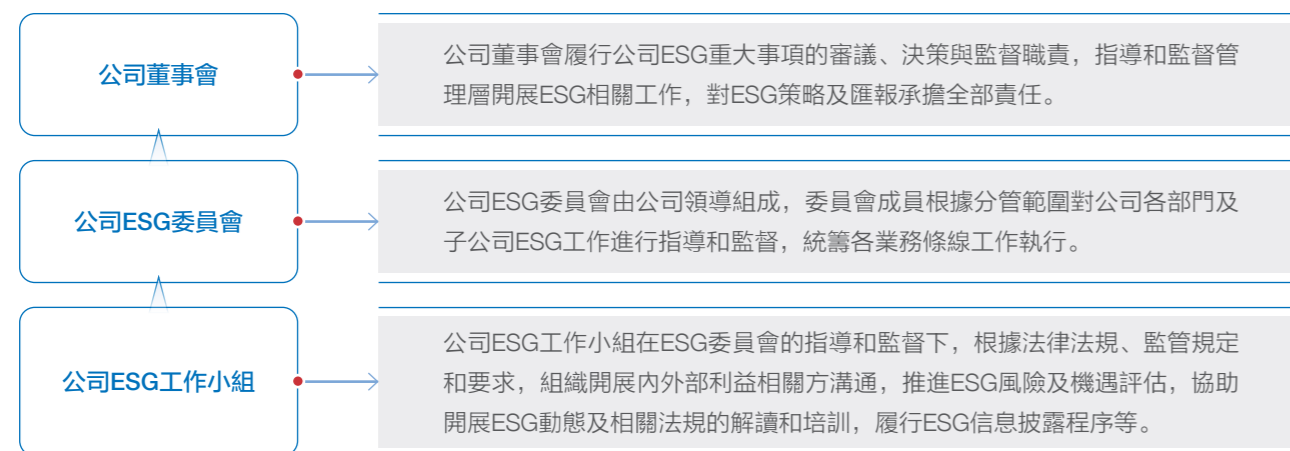 公司董事會
公司董事會履行公司ESG重大事項的審議、決策與監督職責，指導和監督管
理層開展ESG相關工作，對ESG策略及匯報承擔全部責任。
公司ESG委員會
公司ESG委員會由公司領導組成，委員會成員根據分管範圍對公司各部門及
子公司ESG工作進行指導和監督，統籌各業務條線工作執行。
公司ESG工作小組
公司ESG工作小組在ESG委員會的指導和監督下，根據法律法規、監管規定
和要求，組織開展內外部利益相關方溝通，推進ESG風險及機遇評估，協助
開展ESG動態及相關法規的解讀和培訓，履行ESG信息披露程序等。